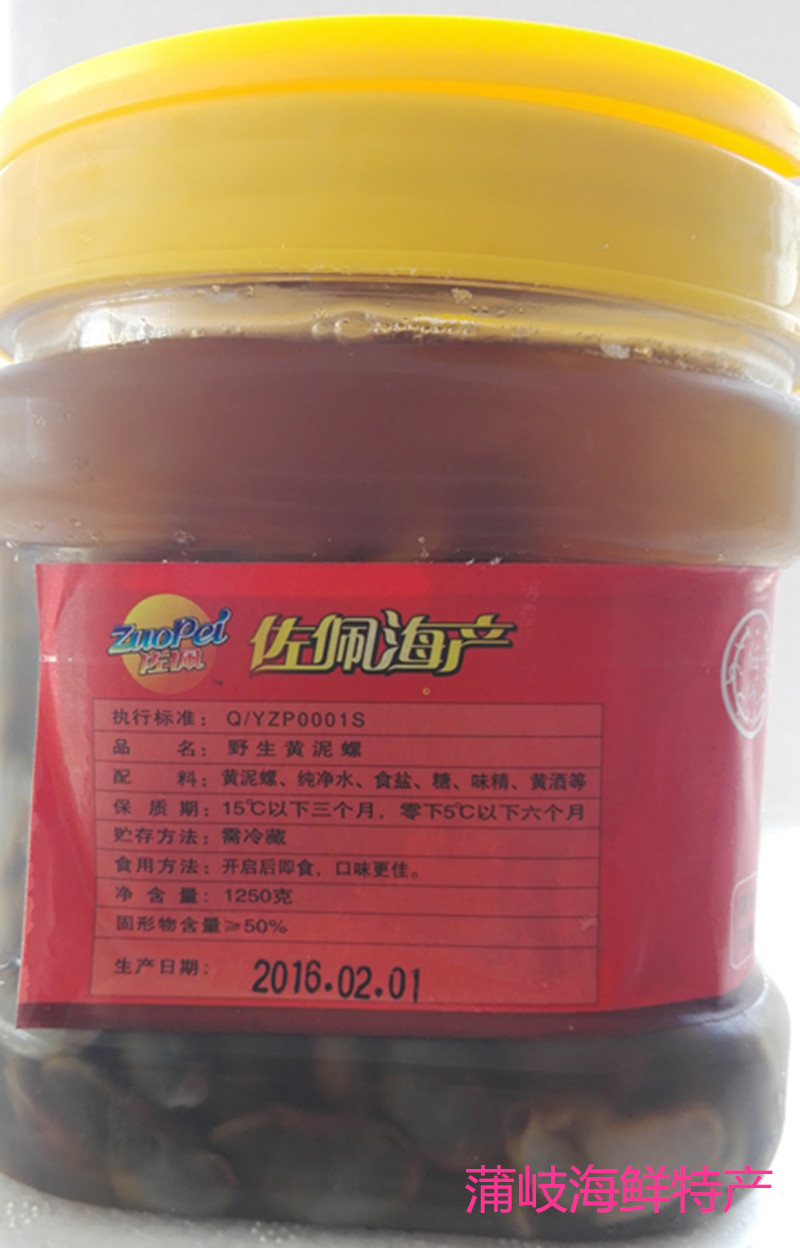 ZuoPei
佐佩
TM
佐佩海产
执行标准： Q/YZP0001S
品 名： 野生黄泥螺
配 料：黄泥螺、纯净水、食盐、糖、味精、黄酒等
保 质 期：15℃以下三个月，零下5℃以下六个月
贮存方法：需冷藏
食用方法：开启后即食，口味更佳。
净 含 量：1250克
固形物含量≥50%
生产日期： 2016.02.01
蒲岐海鲜特产